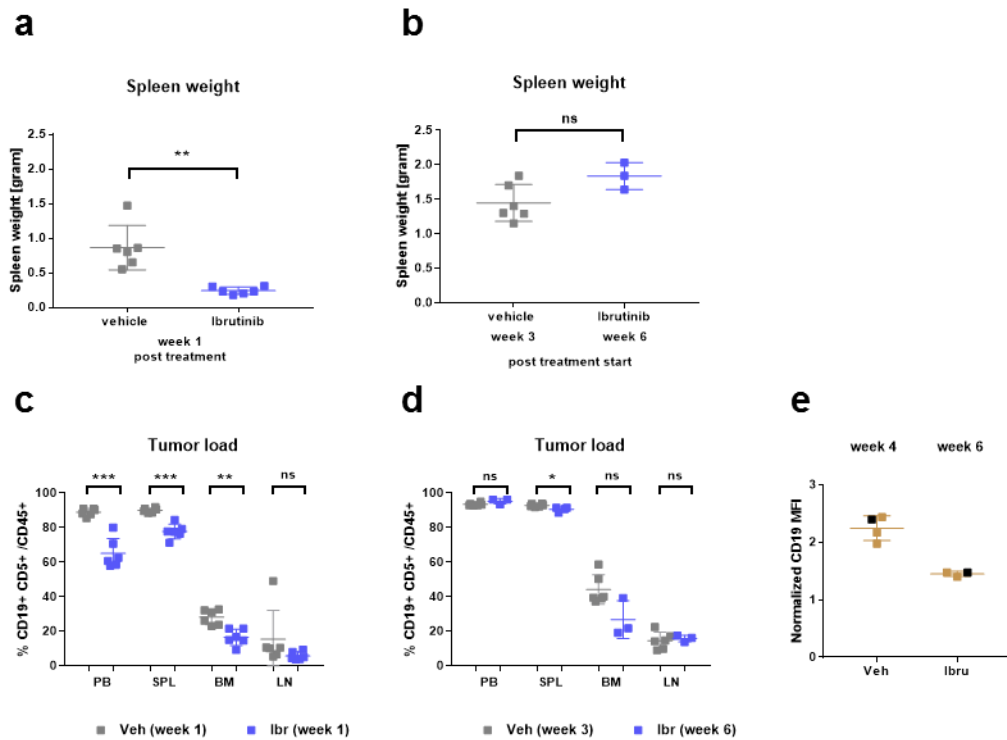 a
Spleen weight
**
2.5
2.0
1.5
1.0
0.5
0.0
Spleen weight [gram]
vehicle
Ibrutinib
week 1
post treatment
b
Spleen weight
ns
2.5
2.0
1.5
1.0
0.5
0.0
Spleen weight [gram]
vehicle
Ibrutinib
week 3
week 6
post treatment start
c
Tumor load
*** *** ** ns
100
80
60
40
20
0
% CD19+ CD5+ /CD45+
PB SPL BM LN
Veh (week 1) Ibr (week 1)
d
Tumor load
ns * ns ns
100
80
60
40
20
0
% CD19+ CD5+ /CD45+
PB SPL BM LN
Veh (week 3) Ibr (week 6)
e
week 4 week 6
3
2
1
0
Normalized CD19 MFI
Veh Ibru